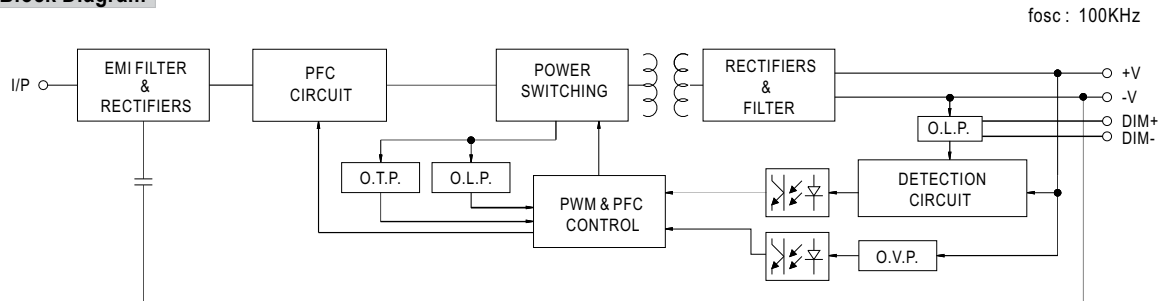 Block Diagram
fosc : 100KHz
I/P
EMI FILTER
&
RECTIFIERS
PFC
CIRCUIT
POWER
SWITCHING
RECTIFIERS
&
FILTER
+V
-V
DIM+
DIM-
O.L.P.
O.T.P.
O.L.P.
PWM & PFC
CONTROL
DETECTION
CIRCUIT
O.V.P.